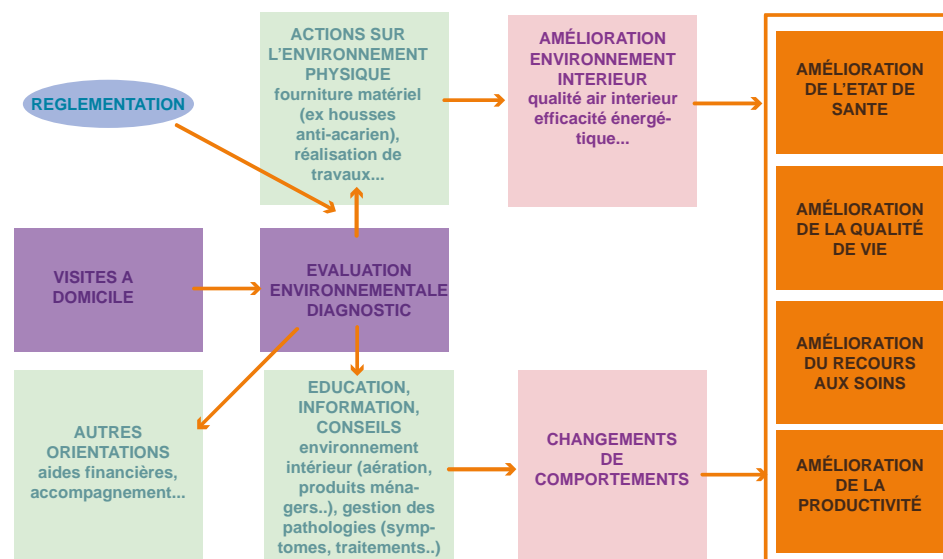 REGLEMENTATION
ACTIONS SUR
L'ENVIRONNEMENT
PHYSIQUE
fourniture matériel
(ex housses
anti-acarien),
réalisation de
travaux...
AMÉLIORATION
ENVIRONNEMENT
INTERIEUR
qualité air interieur
efficacité énergé-
tique...
AMÉLIORATION
DE L'ETAT DE
SANTE
VISITES A
DOMICILE
EVALUATION
ENVIRONNEMENTALE
DIAGNOSTIC
AMÉLIORATION
DE LA QUALITÉ
DE VIE
AUTRES
ORIENTATIONS
aides financières,
accompagnement...
EDUCATION,
INFORMATION,
CONSEILS
environnement
intérieur (aération,
produits ména-
gers..), gestion des
pathologies (symp-
tomes, traitements..)
CHANGEMENTS
DE
COMPORTEMENTS
AMÉLIORATION
DU RECOURS
AUX SOINS
AMÉLIORATION
DE LA
PRODUCTIVITÉ